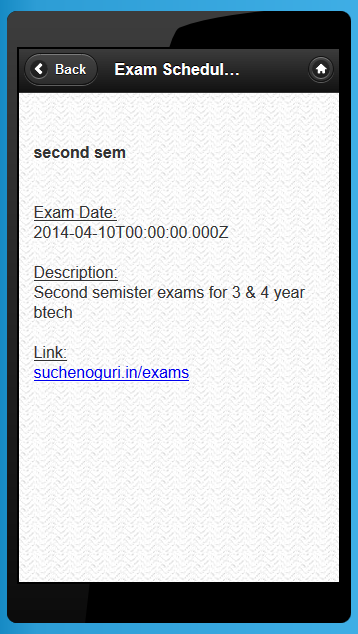 Back
Exam Schedul...
second sem
Exam Date:
2014-04-10T00:00:00.000Z
Description:
Second semister exams for 3 & 4 year
btech
Link:
suchenoguri.in/exams